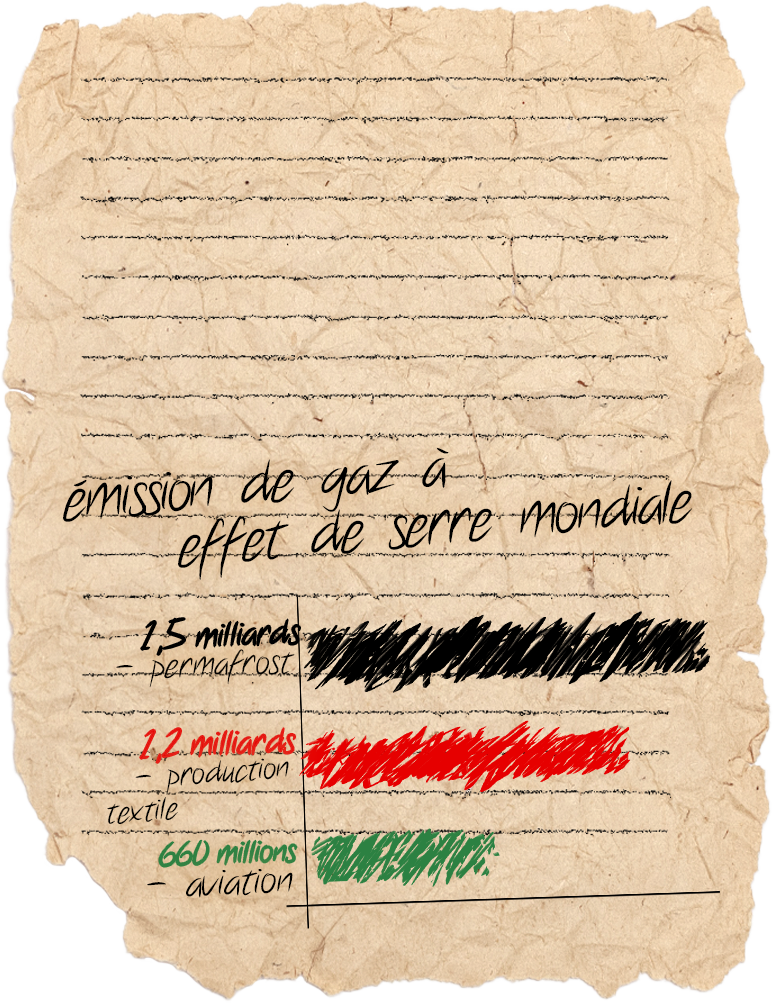 émission de gaz à
effet de serre mondiale
1,5 milliards
– permafrost
1,2 milliards
– production
textile
660 millions
– aviation